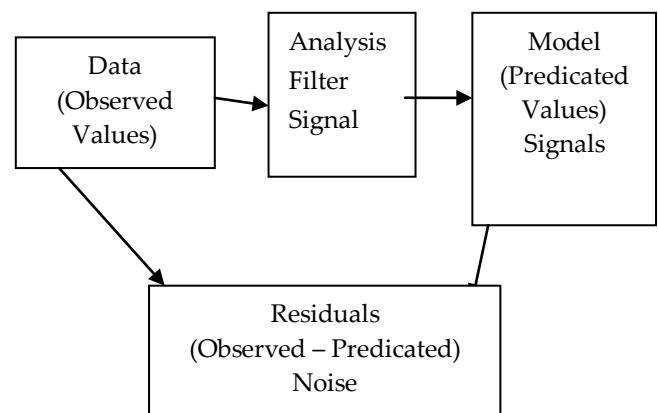 Data
(Observed
Values)
Analysis
Filter
Signal
Model
(Predicated
Values)
Signals
Residuals
(Observed – Predicated)
Noise